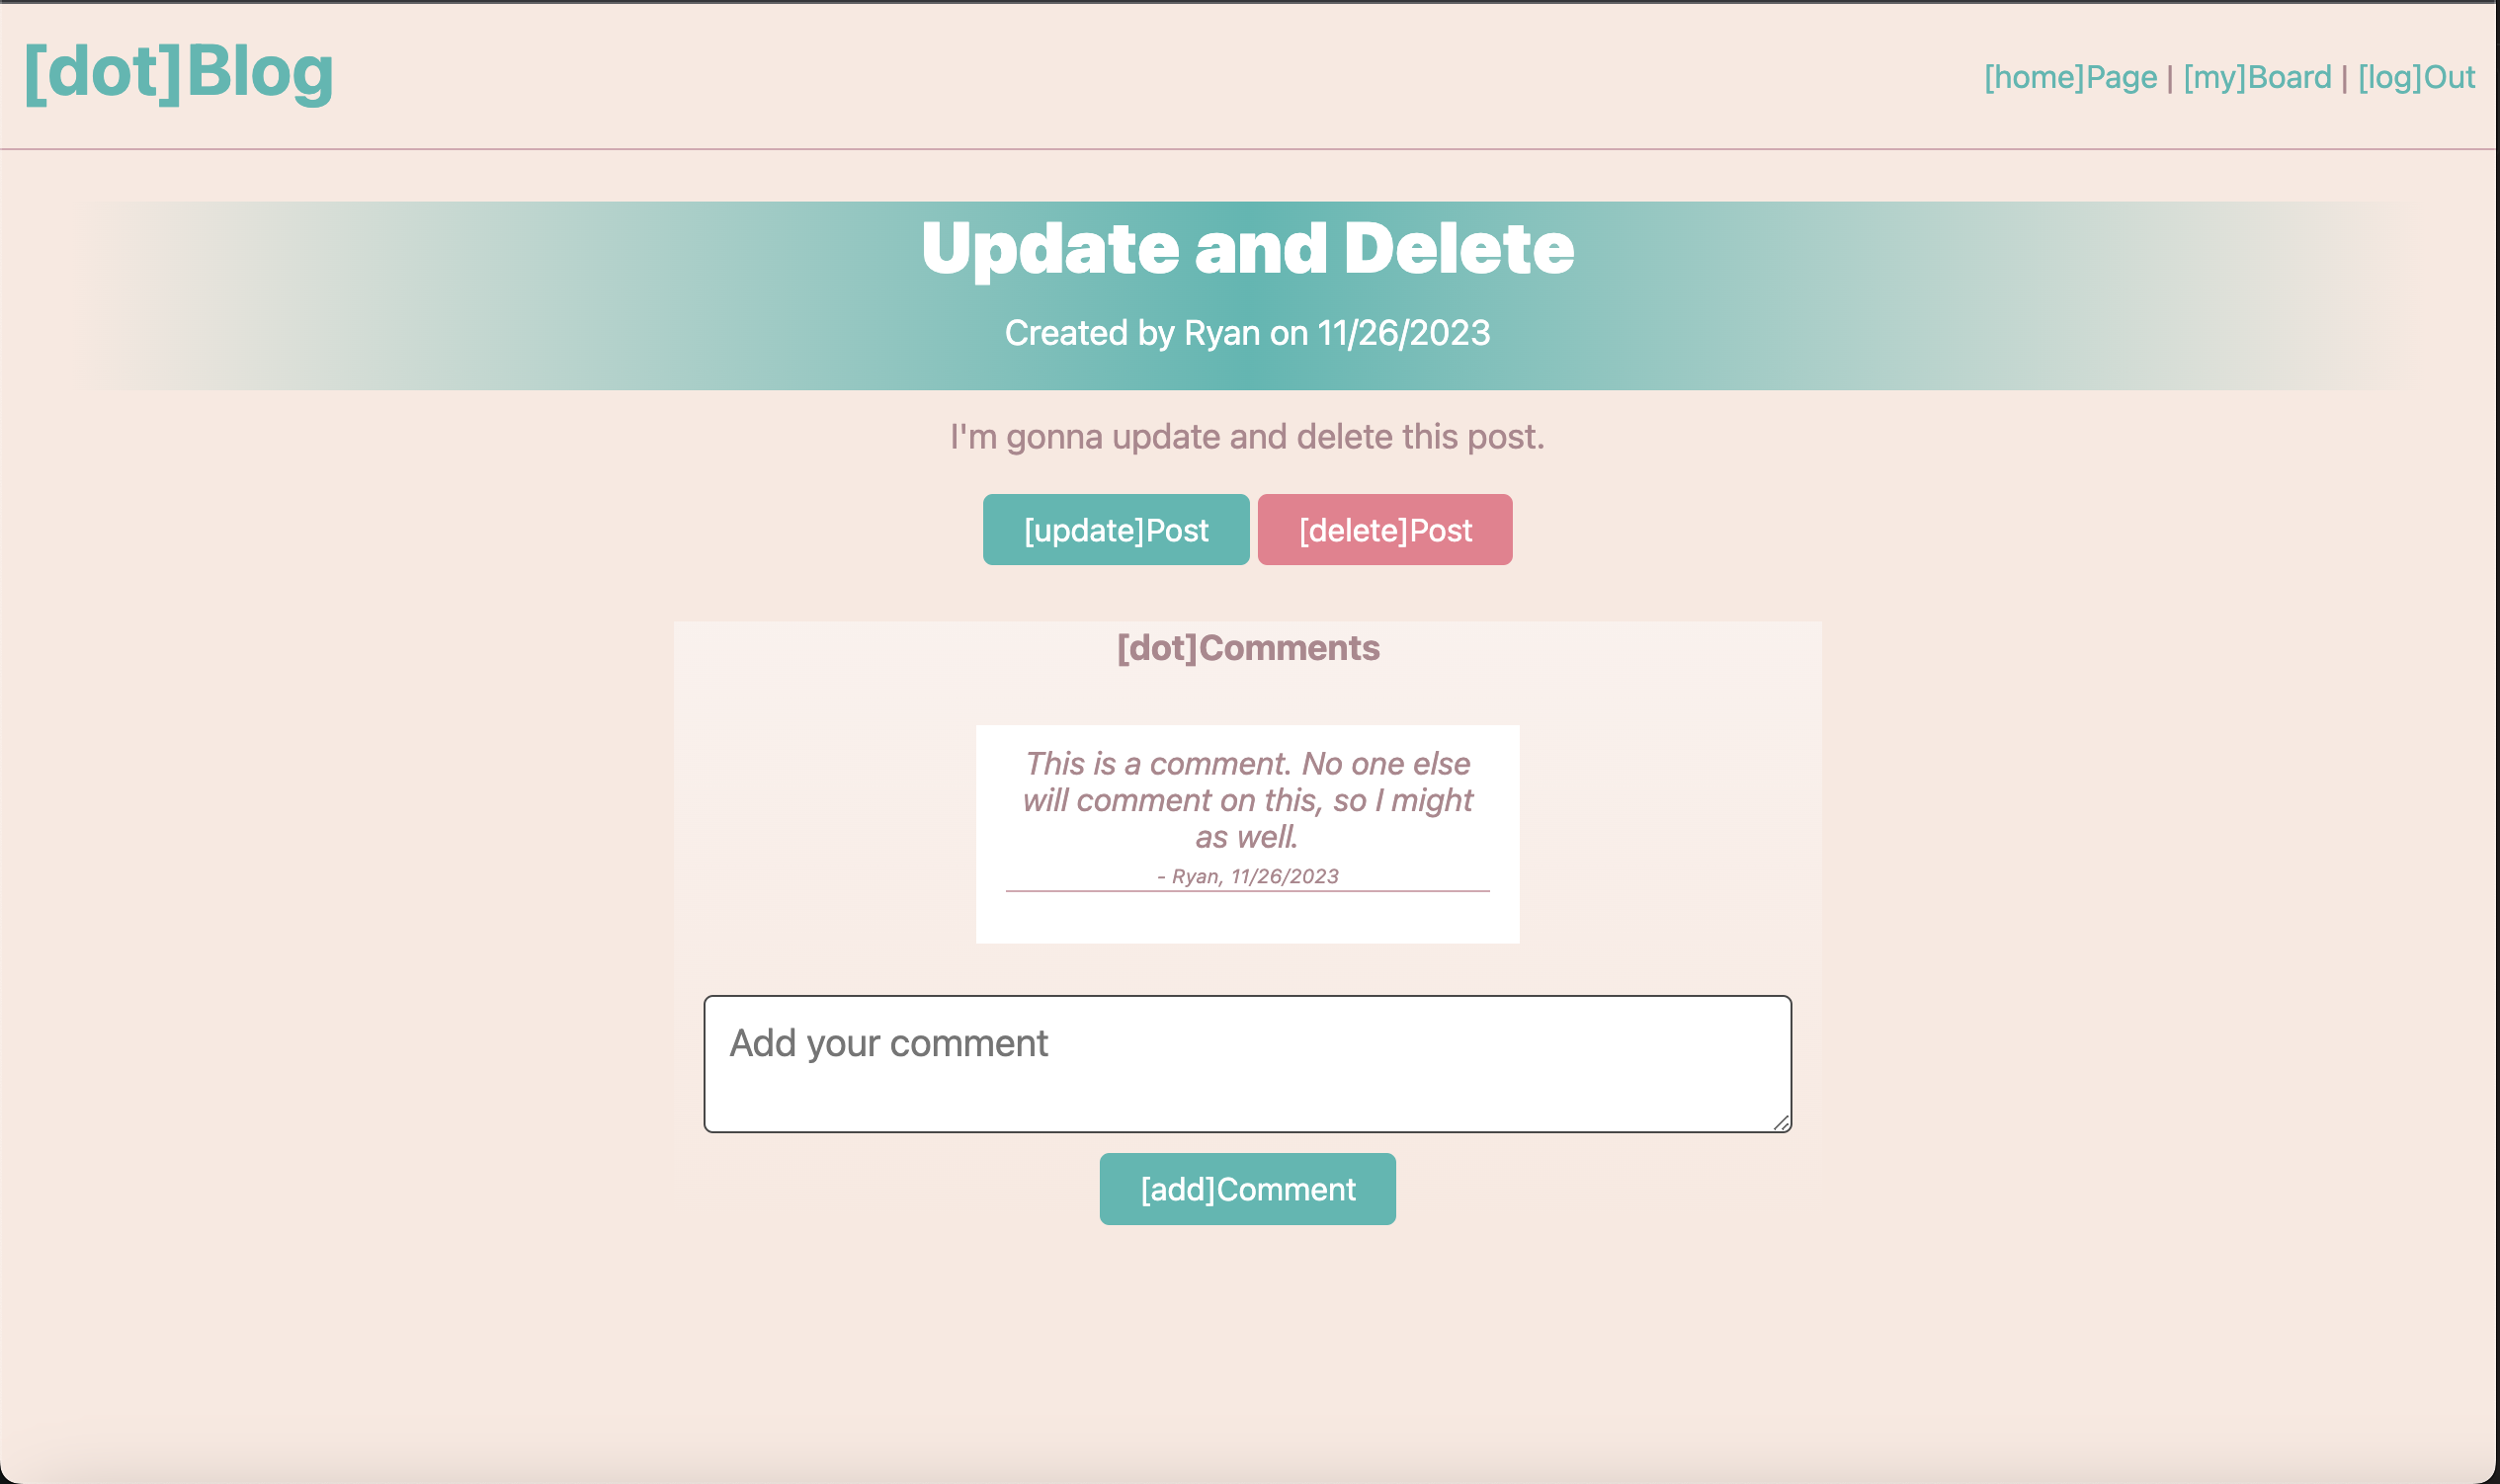 [dot]Blog
[home]Page | [my]Board | [log]Out
Update and Delete
Created by Ryan on 11/26/2023
I'm gonna update and delete this post.
[update]Post [delete]Post
[dot]Comments
This is a comment. No one else
will comment on this, so I might
as well.
- Ryan, 11/26/2023
Add your comment
[add]Comment